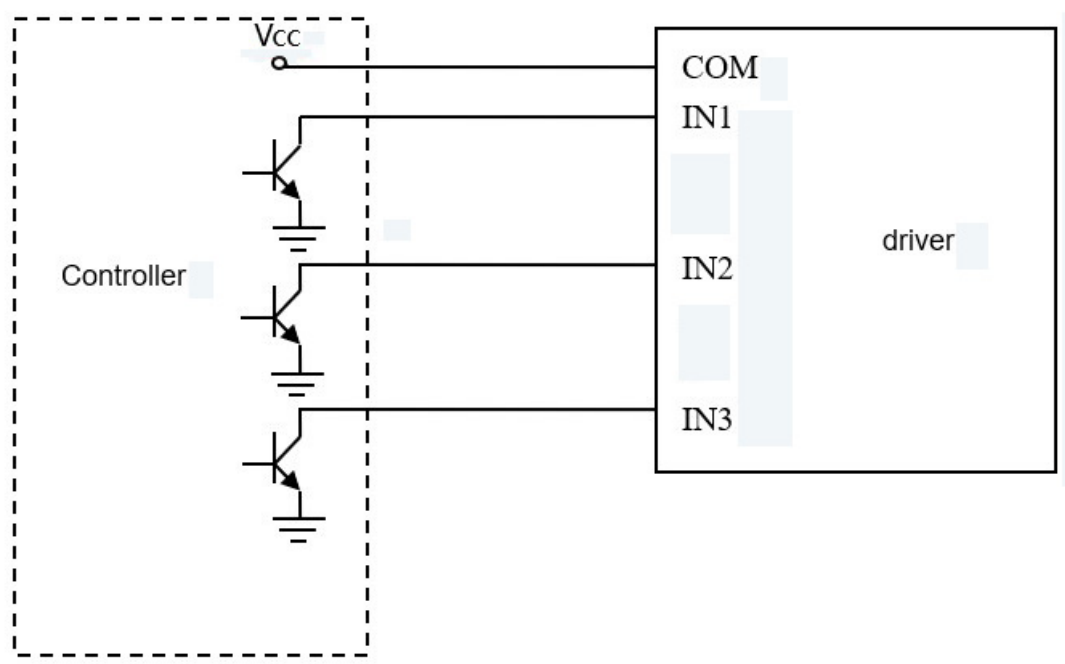 Vcc
COM
IN1
driver
IN2
Controller
IN3